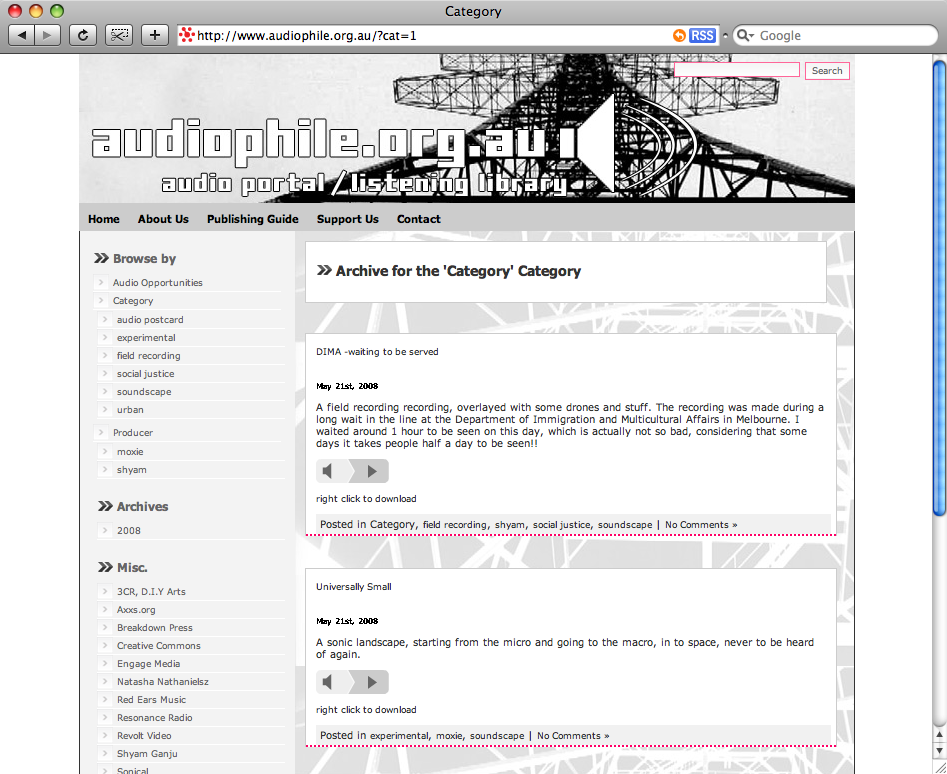 Category
http://www.audiophile.org.au/?cat=1
RSS
Google
Search
audiophile.org.au
audio portal / listening library
Home About Us Publishing Guide Support Us Contact
Browse by
Audio Opportunities
Category
audio postcard
experimental
field recording
social justice
soundscape
urban
Producer
moxie
shyam
Archives
2008
Misc.
3CR, D.I.Y Arts
Axxs.org
Breakdown Press
Creative Commons
Engage Media
Natasha Nathanielsz
Red Ears Music
Resonance Radio
Revolt Video
Shyam Ganju
Sonical
Archive for the 'Category' Category
DIMA -waiting to be served
May 21st, 2008
A field recording recording, overlayed with some drones and stuff. The recording was made during a
long wait in the line at the Department of Immigration and Multicultural Affairs in Melbourne. I
waited around 1 hour to be seen on this day, which is actually not so bad, considering that some
days it takes people half a day to be seen!!
right click to download
Posted in Category, field recording, shyam, social justice, soundscape | No Comments »
Universally Small
May 21st, 2008
A sonic landscape, starting from the micro and going to the macro, in to space, never to be heard
of again.
right click to download
Posted in experimental, moxie, soundscape | No Comments »